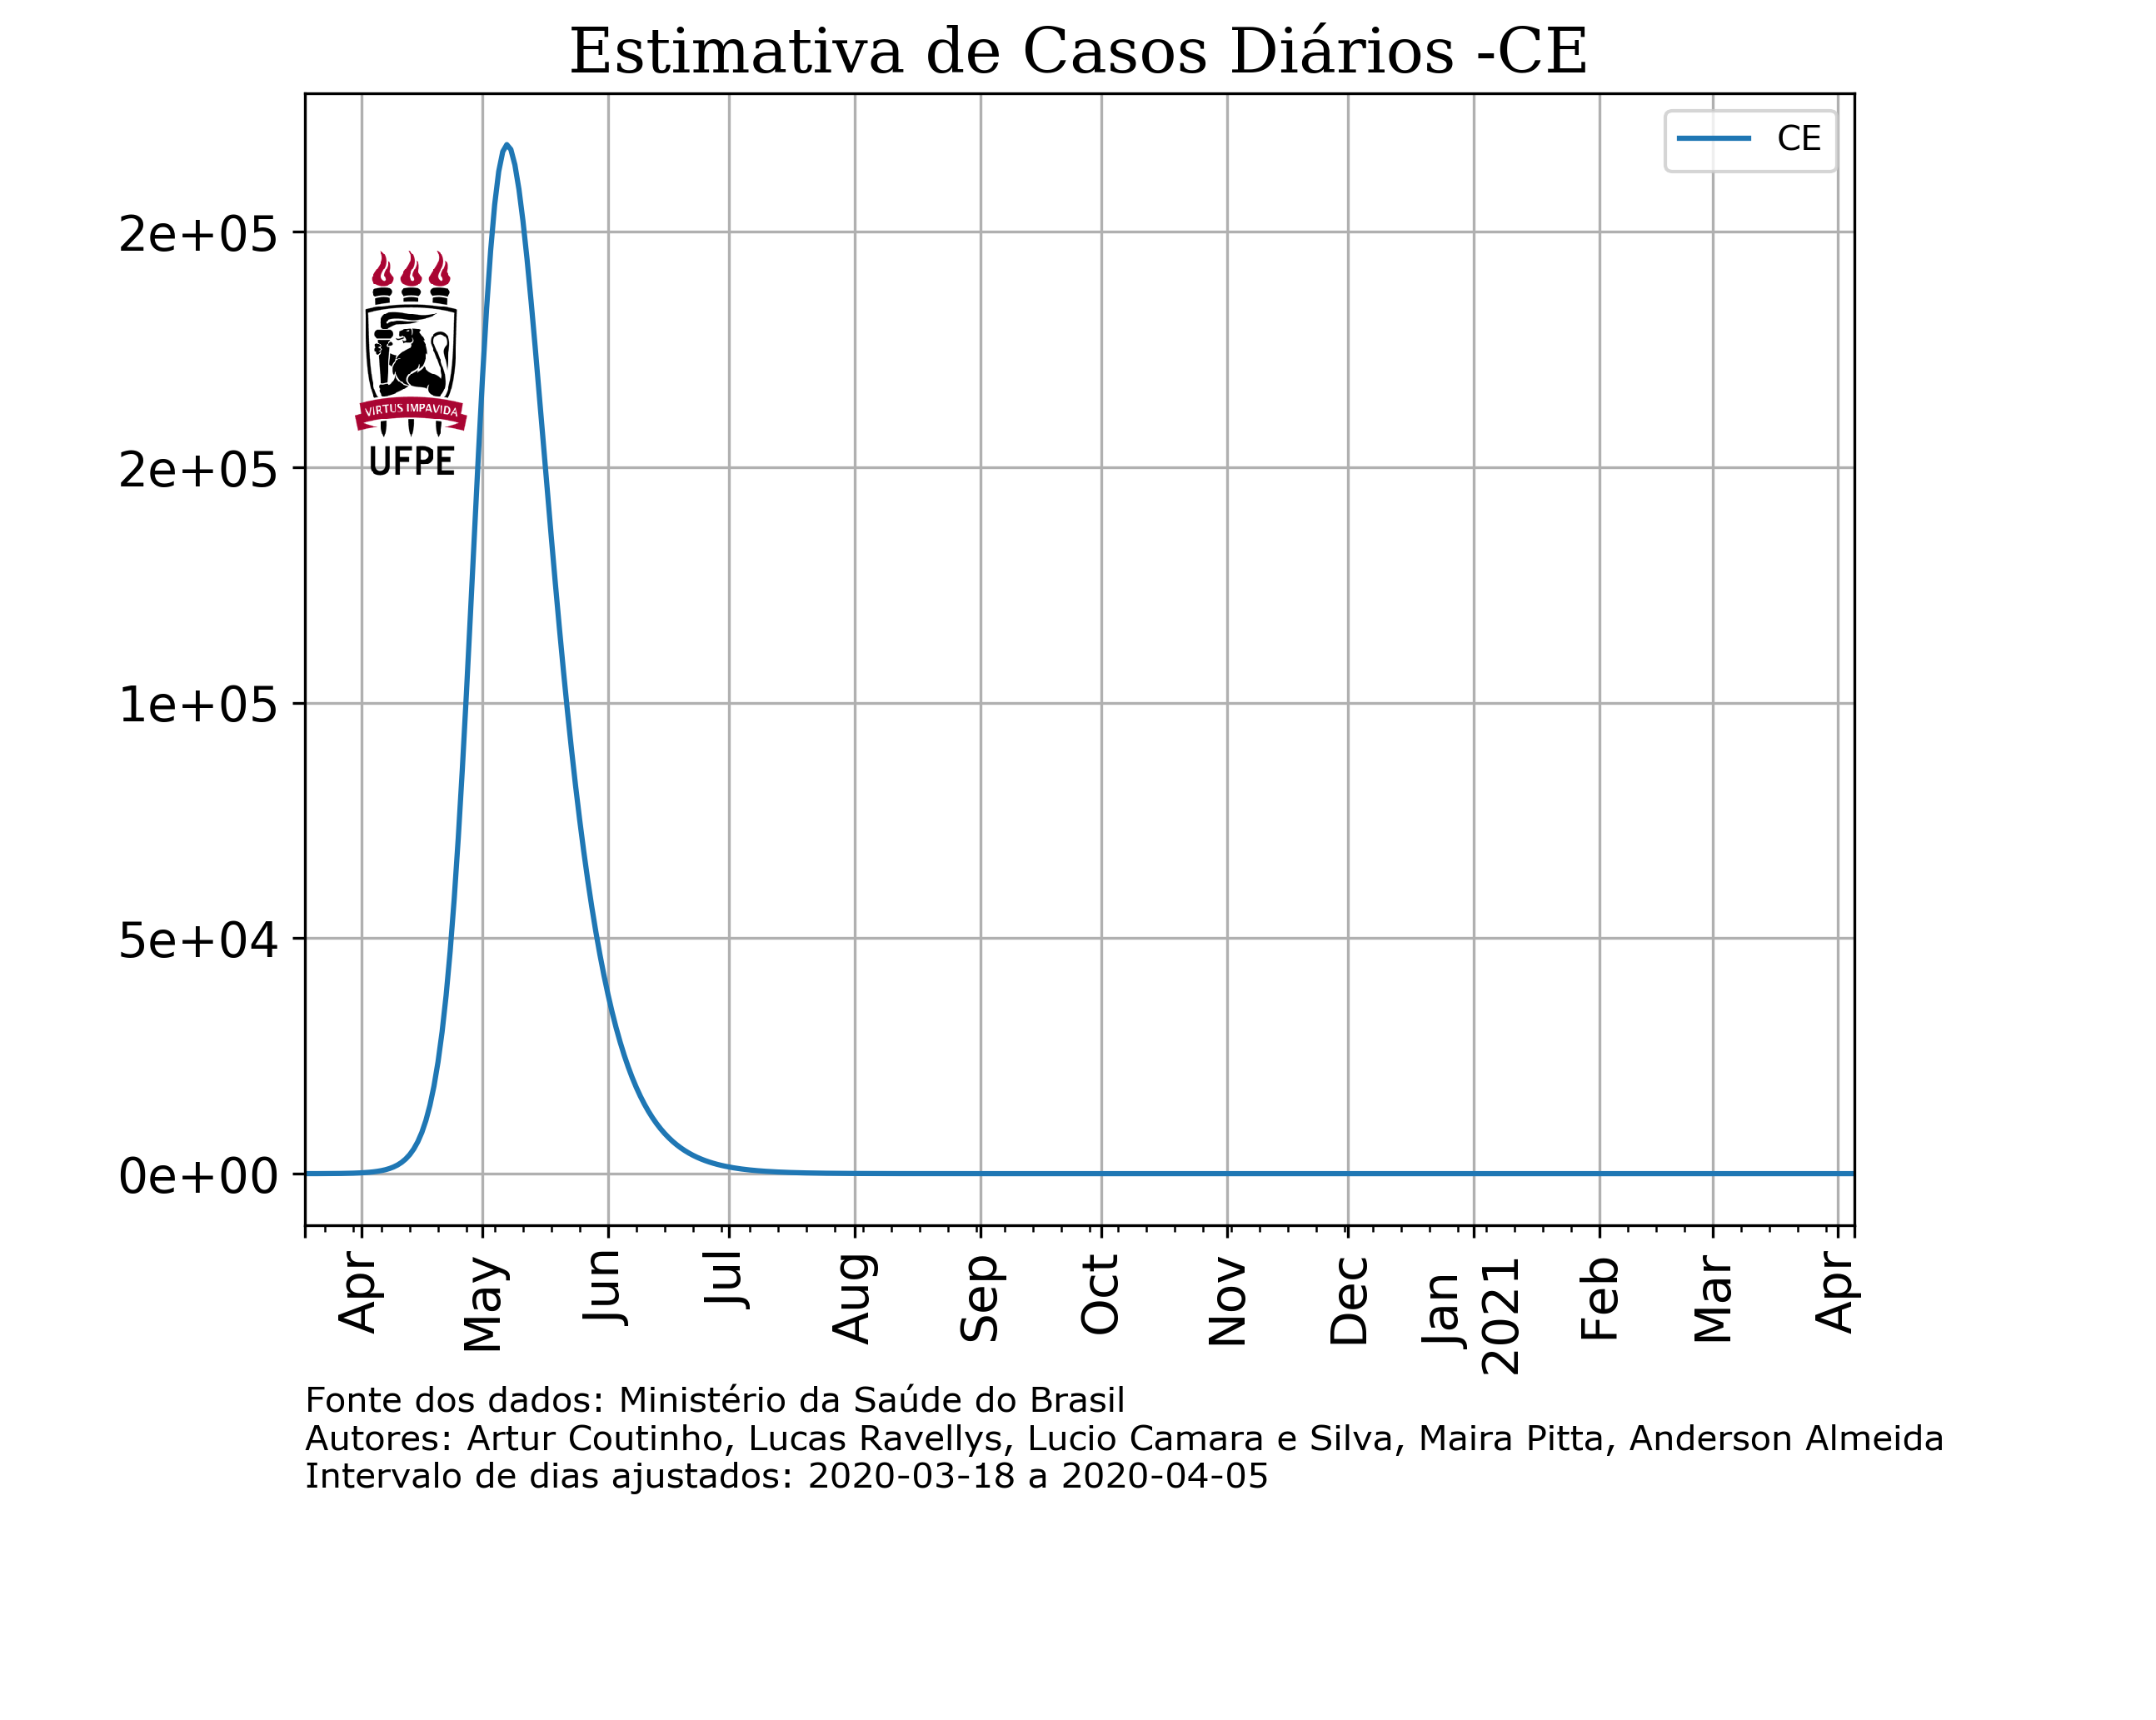 Estimativa de Casos Diários -CE
CE
2e+05
2e+05
1e+05
5e+04
0e+00
VIRTUS IMPAVIDA
UFPE
Apr
May
Jun
Jul
Aug
Sep
Oct
Nov
Dec
Jan
2021
Feb
Mar
Apr
Fonte dos dados: Ministério da Saúde do Brasil
Autores: Artur Coutinho, Lucas Ravellys, Lucio Camara e Silva, Maira Pitta, Anderson Almeida
Intervalo de dias ajustados: 2020-03-18 a 2020-04-05